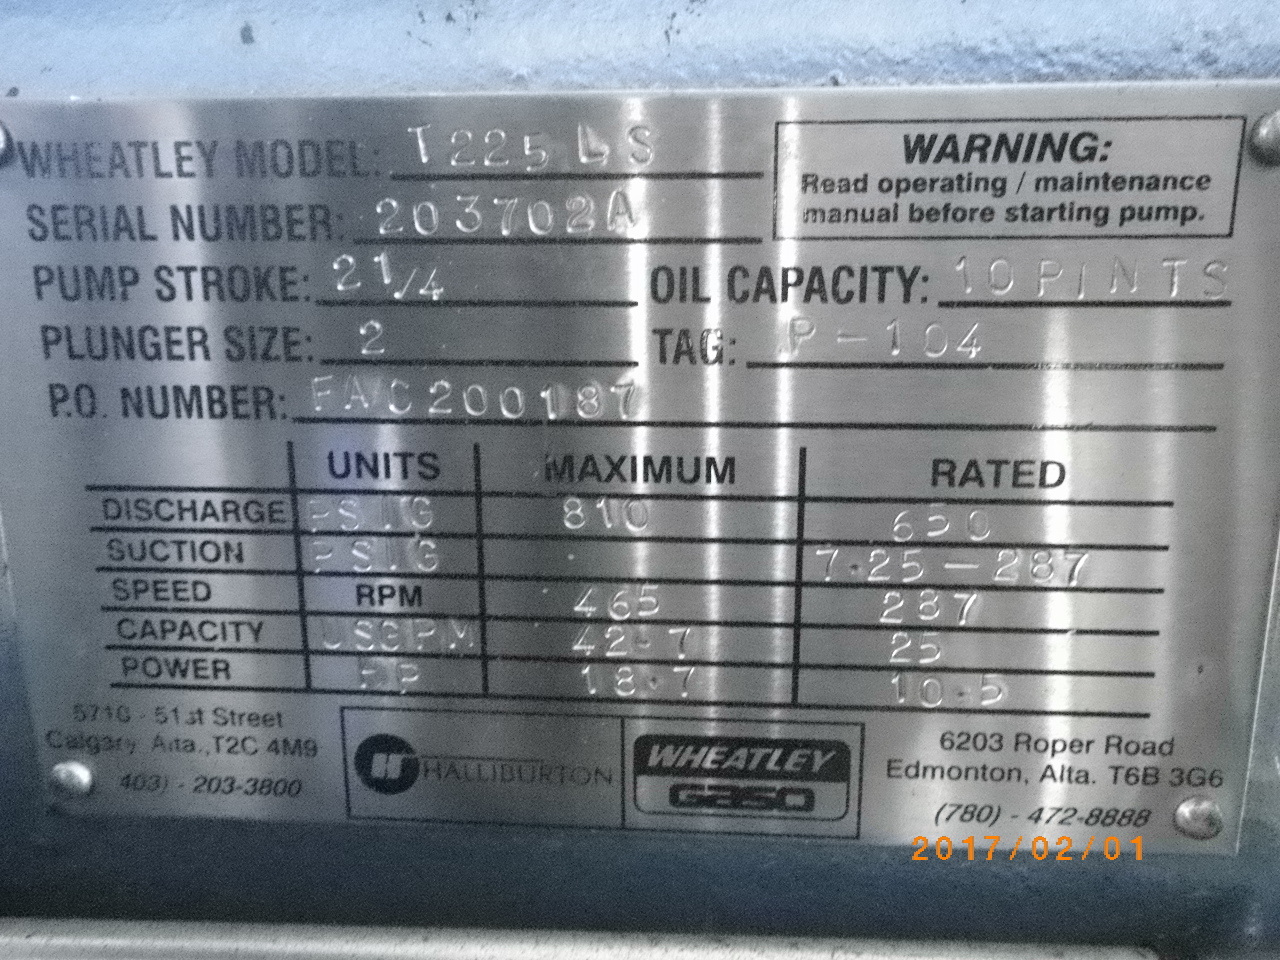 WHEATLEY MODEL: T225LS
WARNING:
Read operating / maintenance
manual before starting pump.
SERIAL NUMBER: 203702A
PUMP STROKE: 2 1/4
OIL CAPACITY: 10 PINTS
PLUNGER SIZE: 2
TAG: P-104
P.O. NUMBER: FAC200187
UNITS MAXIMUM RATED
DISCHARGE PSIG 810 650
SUCTION PSIG 7.25-287
SPEED RPM 465 287
CAPACITY USGPM 42.7 25
POWER HP 18.7 10.5
5710 - 51st Street
Calgary, Alta., T2C 4M9
403) - 203-3800
HALLIBURTON
WHEATLEY
GASO
6203 Roper Road
Edmonton, Alta. T6B 3G6
(780) - 472-8888
2017/02/01